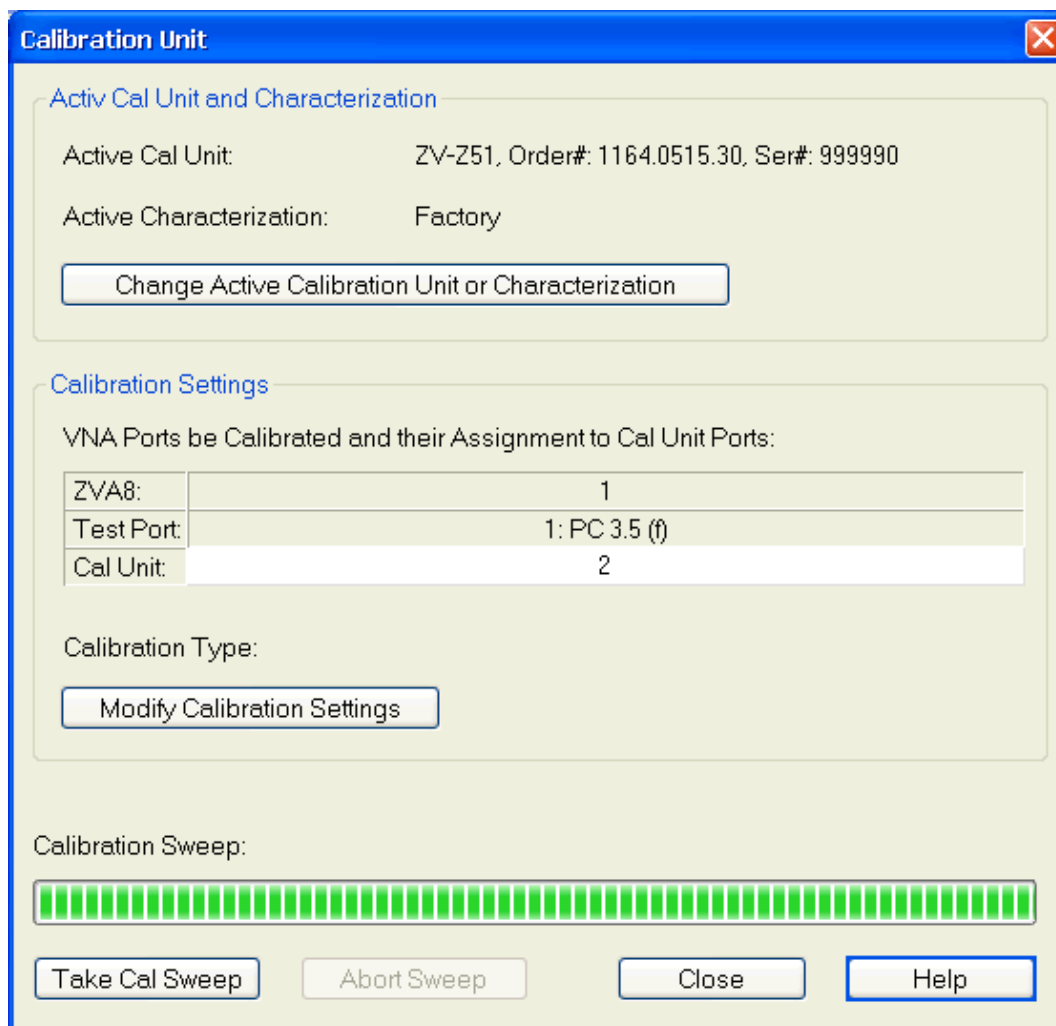 Calibration Unit
Activ Cal Unit and Characterization
Active Cal Unit: ZV-Z51, Order#: 1164.0515.30, Ser#: 999990
Active Characterization: Factory
Change Active Calibration Unit or Characterization
Calibration Settings
VNA Ports be Calibrated and their Assignment to Cal Unit Ports:
ZVA8: 1
Test Port: 1: PC 3.5 (f)
Cal Unit: 2
Calibration Type:
Modify Calibration Settings
Calibration Sweep:
Take Cal Sweep Abort Sweep Close Help